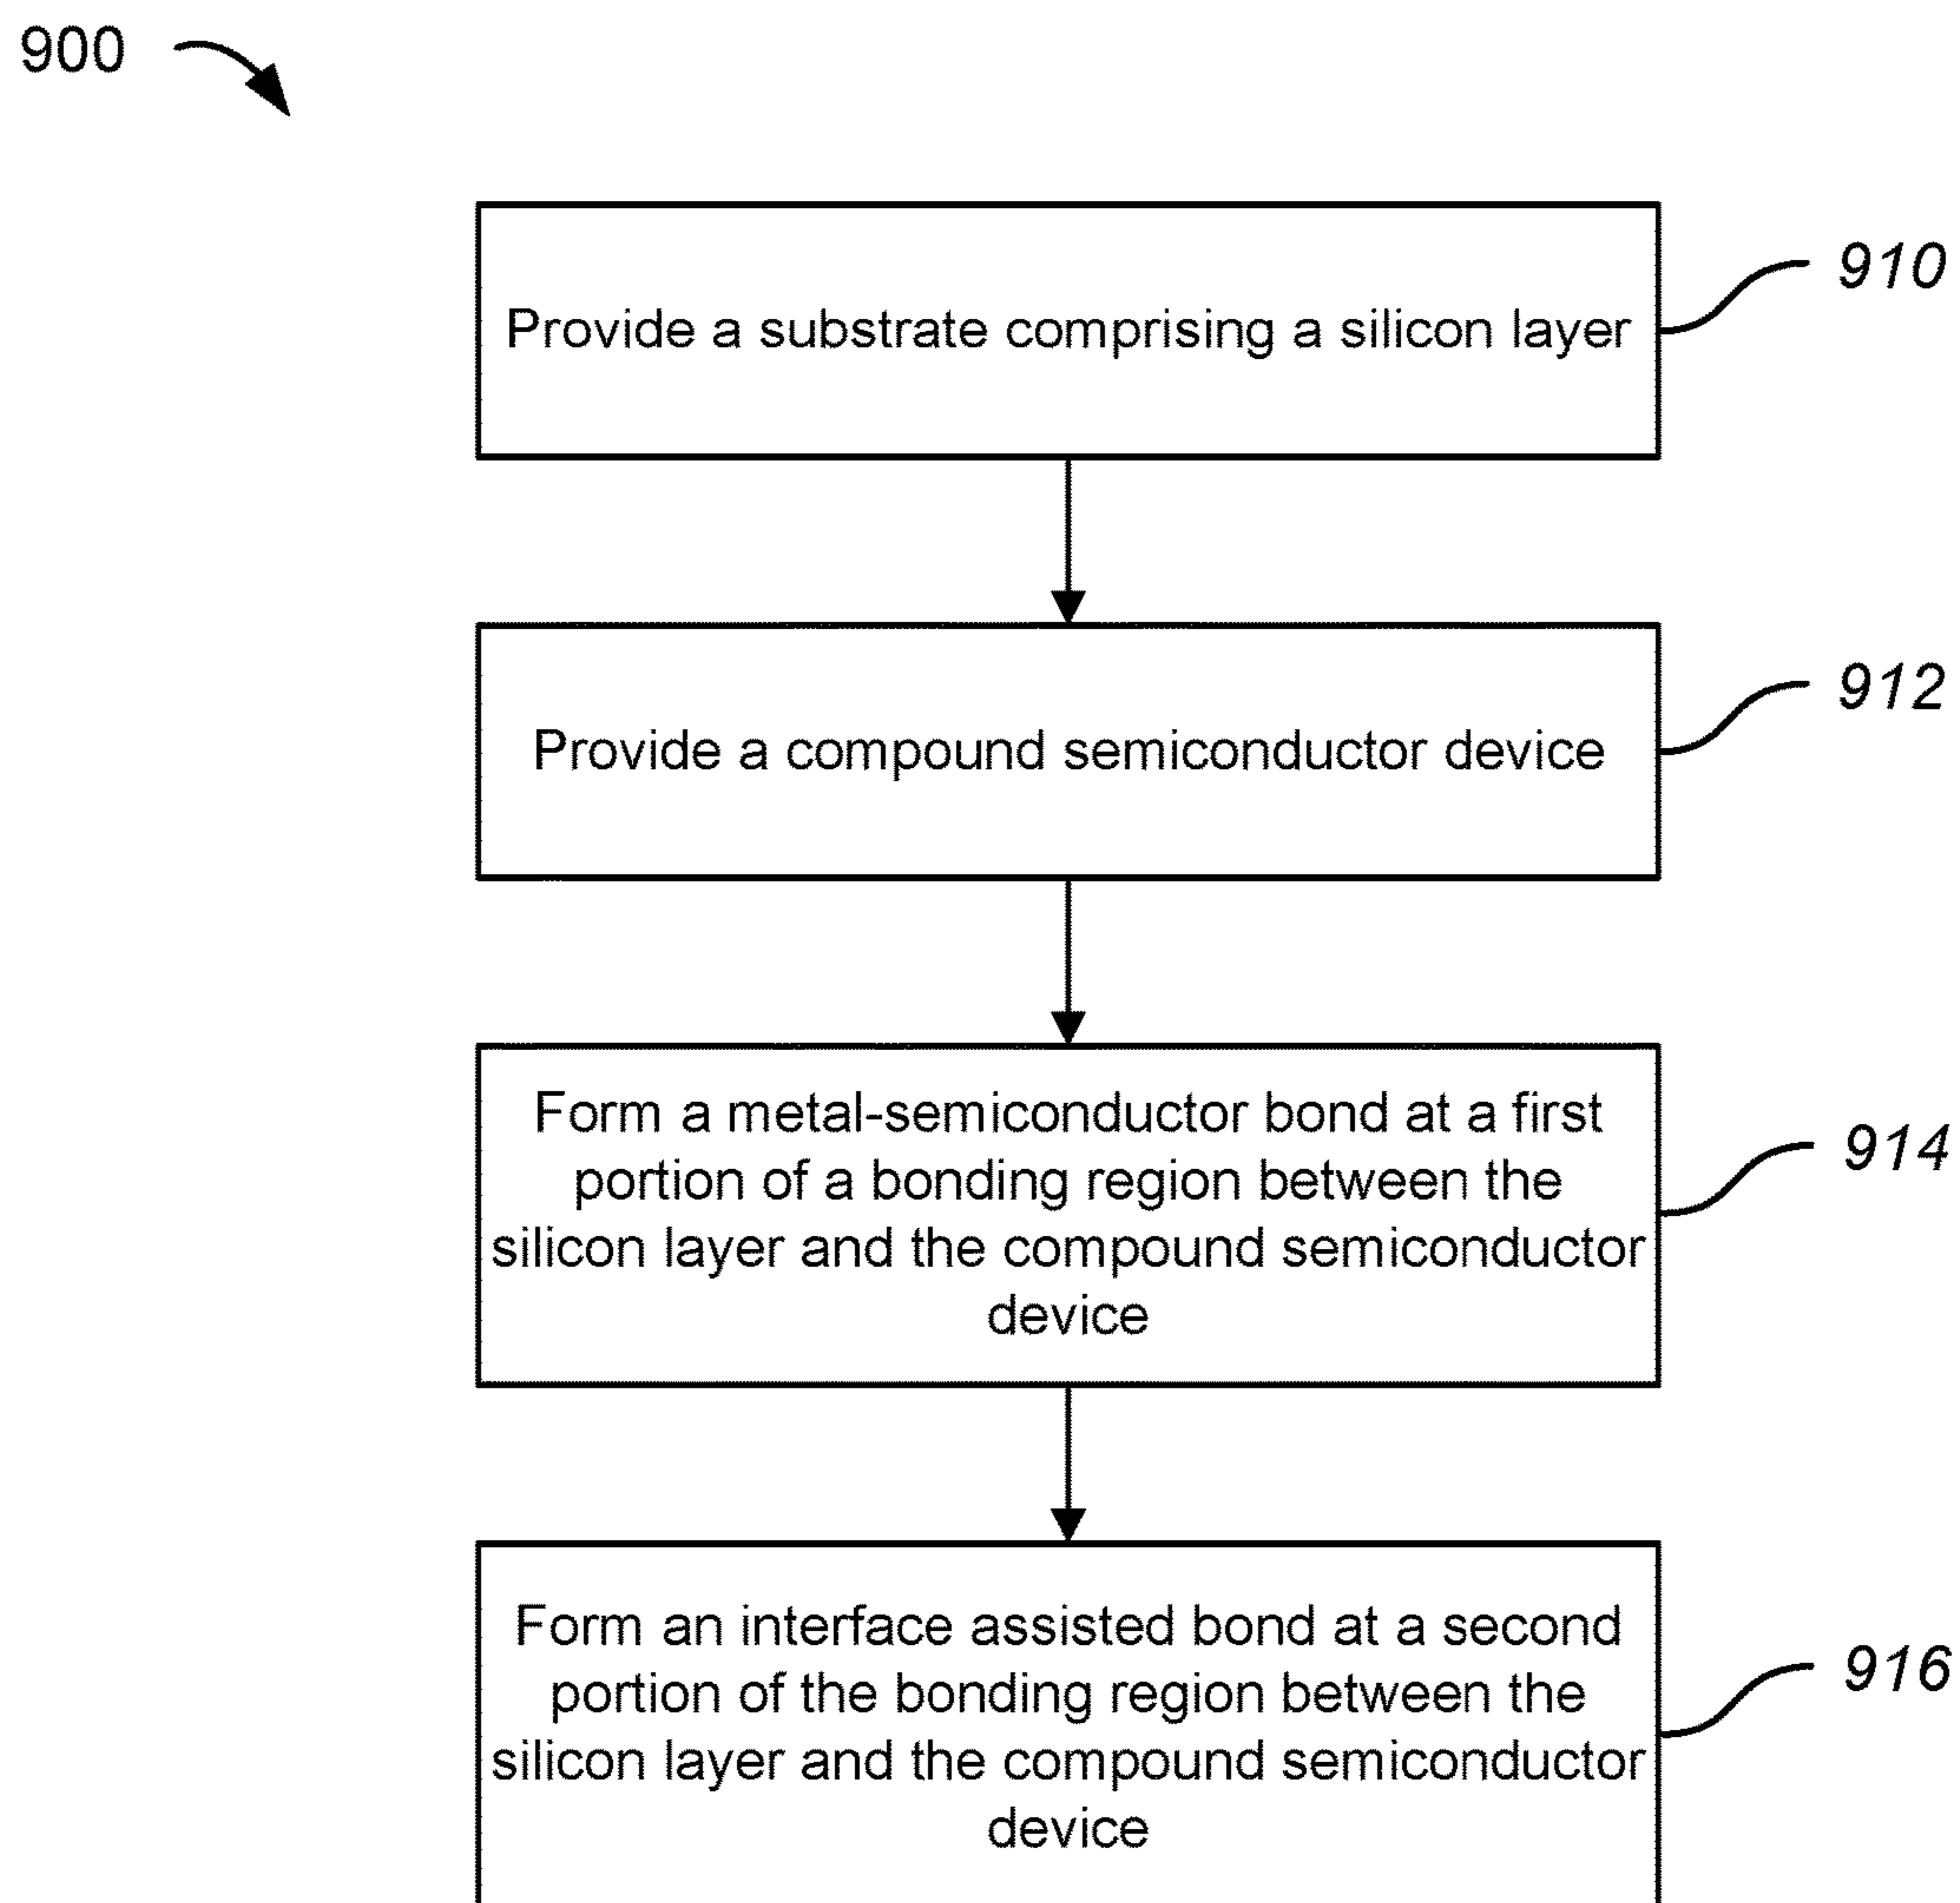 900
Provide a substrate comprising a silicon layer
910
Provide a compound semiconductor device
912
Form a metal-semiconductor bond at a first
portion of a bonding region between the
silicon layer and the compound semiconductor
device
914
Form an interface assisted bond at a second
portion of the bonding region between the
silicon layer and the compound semiconductor
device
916